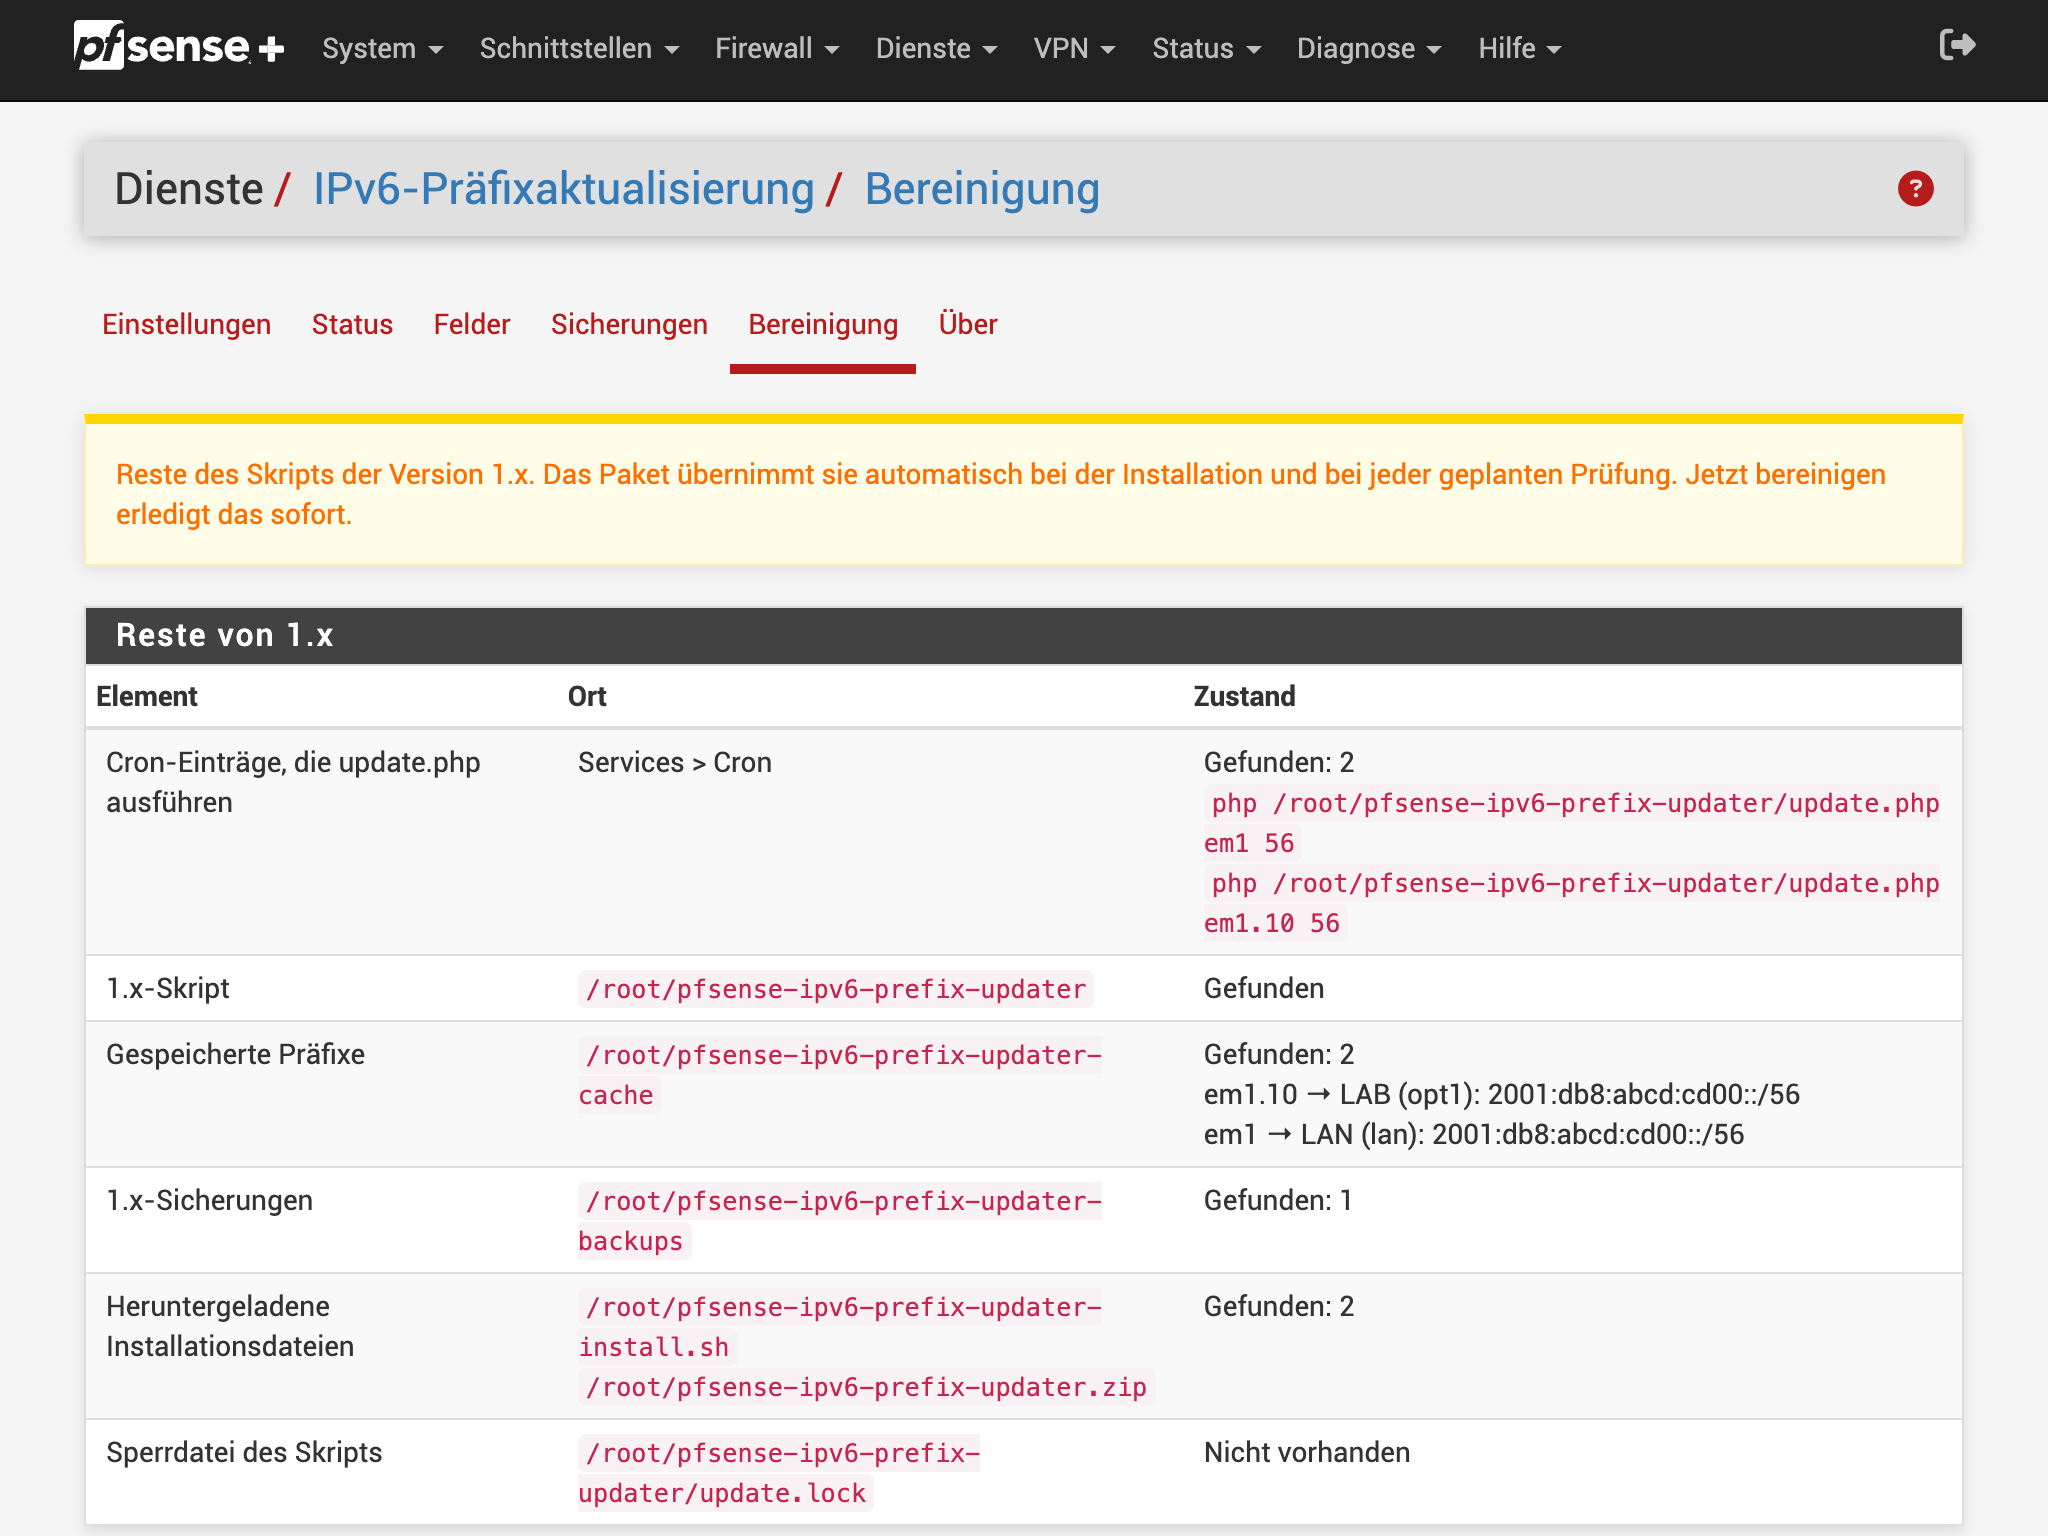 pfsense+ System Schnittstellen Firewall Dienste VPN Status Diagnose Hilfe
Dienste / IPv6-Präfixaktualisierung / Bereinigung ?
Einstellungen Status Felder Sicherungen Bereinigung Über
Reste des Skripts der Version 1.x. Das Paket übernimmt sie automatisch bei der Installation und bei jeder geplanten Prüfung. Jetzt bereinigen
erledigt das sofort.
Reste von 1.x
Element Ort Zustand
Cron-Einträge, die update.php
ausführen
Services > Cron
Gefunden: 2
php /root/pfsense-ipv6-prefix-updater/update.php
em1 56
php /root/pfsense-ipv6-prefix-updater/update.php
em1.10 56
1.x-Skript
/root/pfsense-ipv6-prefix-updater
Gefunden
Gespeicherte Präfixe
/root/pfsense-ipv6-prefix-updater-
cache
Gefunden: 2
em1.10 → LAB (opt1): 2001:db8:abcd:cd00::/56
em1 → LAN (lan): 2001:db8:abcd:cd00::/56
1.x-Sicherungen
/root/pfsense-ipv6-prefix-updater-
backups
Gefunden: 1
Heruntergeladene
Installationsdateien
/root/pfsense-ipv6-prefix-updater-
install.sh
/root/pfsense-ipv6-prefix-updater.zip
Gefunden: 2
Sperrdatei des Skripts
/root/pfsense-ipv6-prefix-
updater/update.lock
Nicht vorhanden